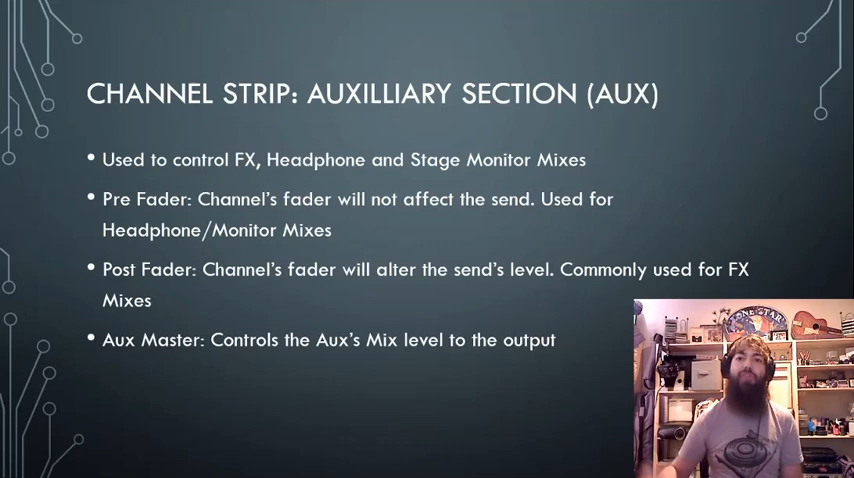 CHANNEL STRIP: AUXILLIARY SECTION (AUX)
• Used to control FX, Headphone and Stage Monitor Mixes
• Pre Fader: Channel's fader will not affect the send. Used for
Headphone/Monitor Mixes
• Post Fader: Channel's fader will alter the send's level. Commonly used for FX
Mixes
• Aux Master: Controls the Aux's Mix level to the output
LONE STAR